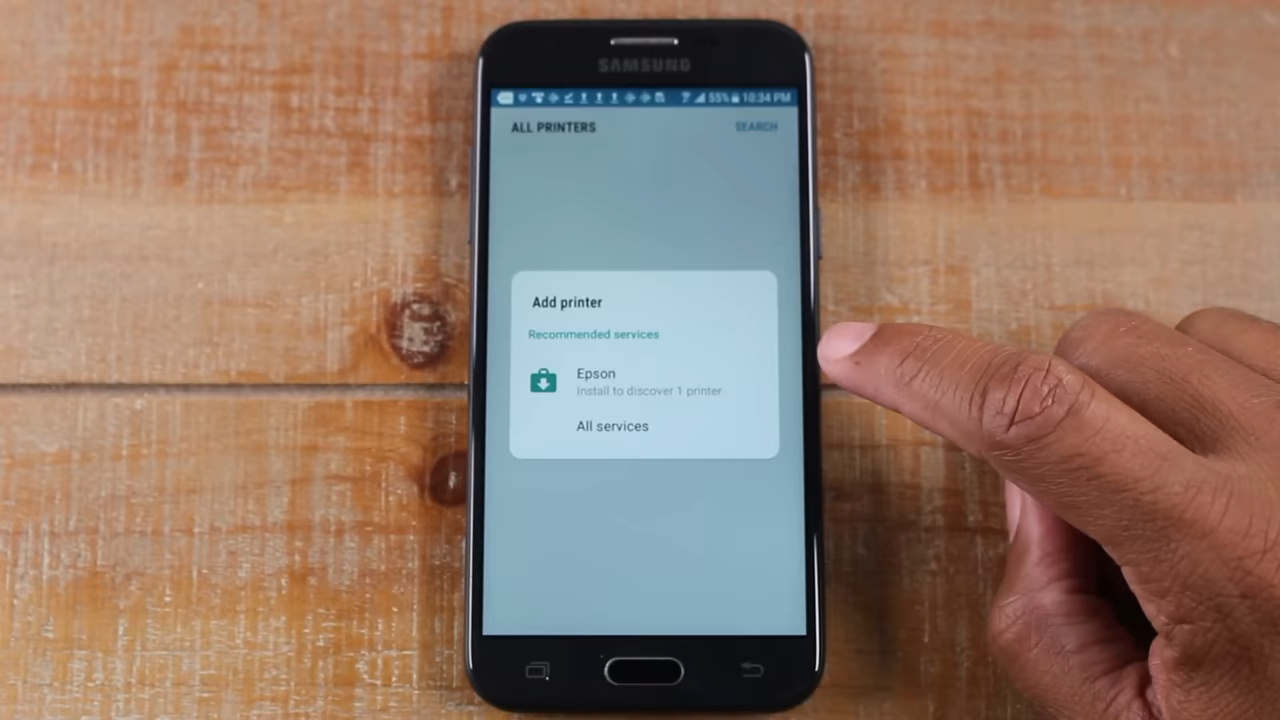 SAMSUNG
55% 10:34 PM
ALL PRINTERS
SEARCH
Add printer
Recommended services
Epson
Install to discover 1 printer
All services